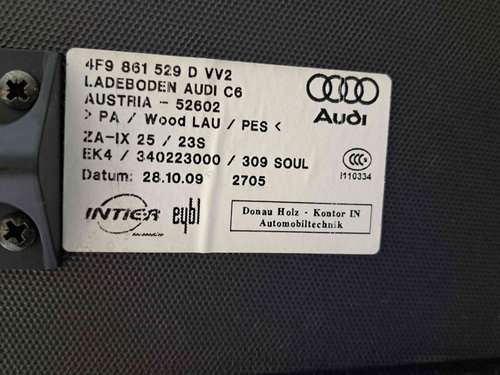 4F9 861 529 D VV2
LADEBODEN AUDI C6
AUSTRIA - 52602
> PA / Wood LAU / PES <
ZA-IX 25 / 23S
EK4 / 340223000 / 309 SOUL
Datum: 28.10.09 2705
Audi
CCC
I110334
INTIER
eybl
Donau Holz - Kontor IN
Automobiltechnik